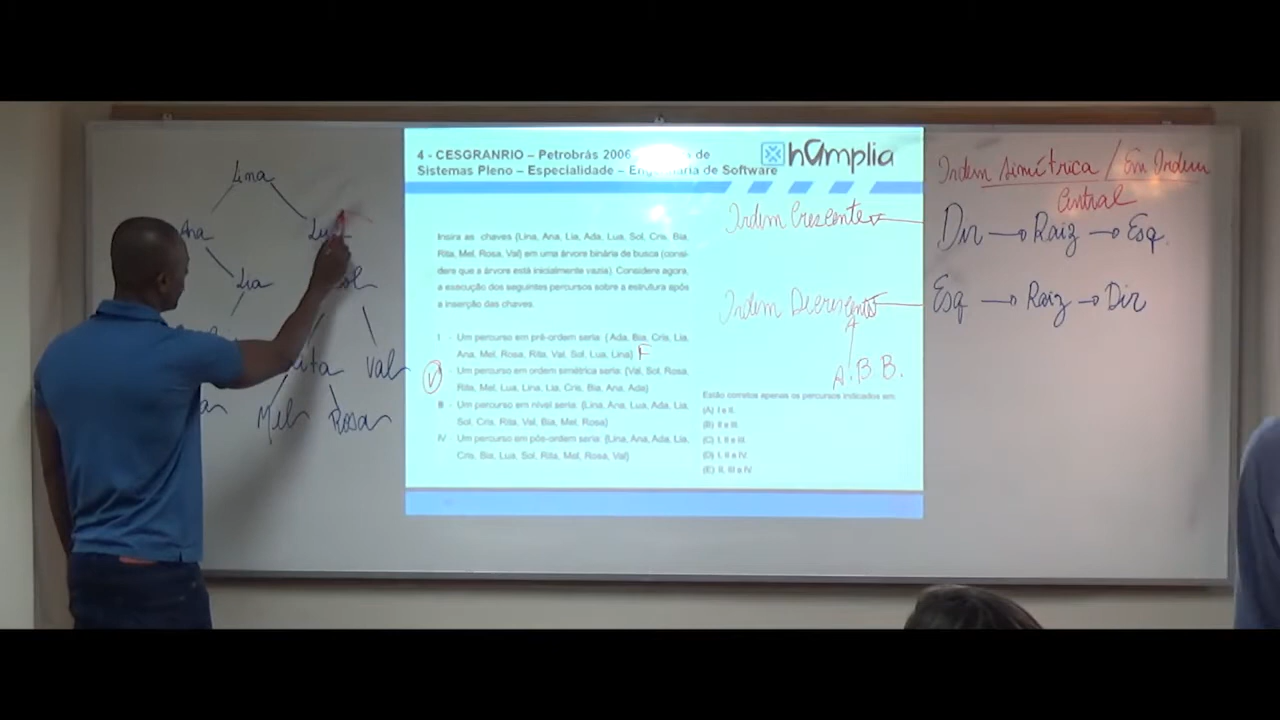 Lina
Ana
Lua
Lia
Sol
Rita
Val
Mel
Rosa
4 - CESGRANRIO – Petrobrás 2006 de
Sistemas Pleno – Especialidade – Engenharia de Software
hamplia
Insira as chaves {Lina, Ana, Lia, Ada, Lua, Sol, Cris, Bia,
Rita, Mel, Rosa, Val} em uma árvore binária de busca (consi-
dere que a árvore está inicialmente vazia). Considere agora,
a execução dos seguintes percursos sobre a estrutura após
a inserção das chaves.
I - Um percurso em pré-ordem seria: {Ada, Bia, Cris, Lia,
Ana, Mel, Rosa, Rita, Val, Sol, Lua, Lina} F
V - Um percurso em ordem simétrica seria: {Val, Sol, Rosa,
Rita, Mel, Lua, Lina, Lia, Cris, Bia, Ana, Ada}
III - Um percurso em nível seria: {Lina, Ana, Lua, Ada, Lia,
Sol, Cris, Rita, Val, Bia, Mel, Rosa}
IV Um percurso em pós-ordem seria: {Lina, Ana, Ada, Lia,
Cris, Bia, Lua, Sol, Rita, Mel, Rosa, Val}
Ordem Crescente
Ordem Decrescente
A.B.B.
Estão corretos apenas os percursos indicados em:
(A) I e II.
(B) II e III.
(C) I, II e III.
(D) I, II e IV.
(E) II, III e IV.
Ordem simétrica / Em Ordem
Central
Dir → Raiz → Esq.
Esq → Raiz → Dir